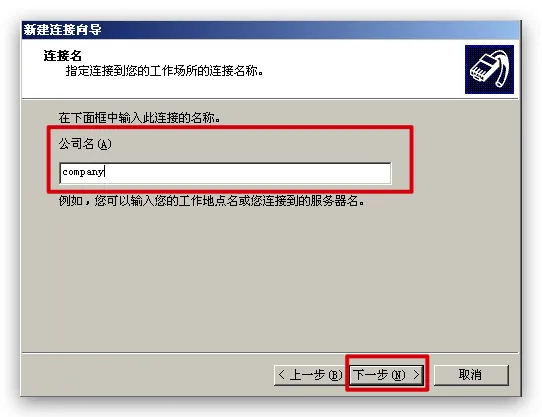 新建连接向导
连接名
指定连接到您的工作场所的连接名称。
在下面框中输入此连接的名称。
公司名(A)
company
例如，您可以输入您的工作地点名或您连接到的服务器名。
< 上一步(B) 下一步(N) > 取消